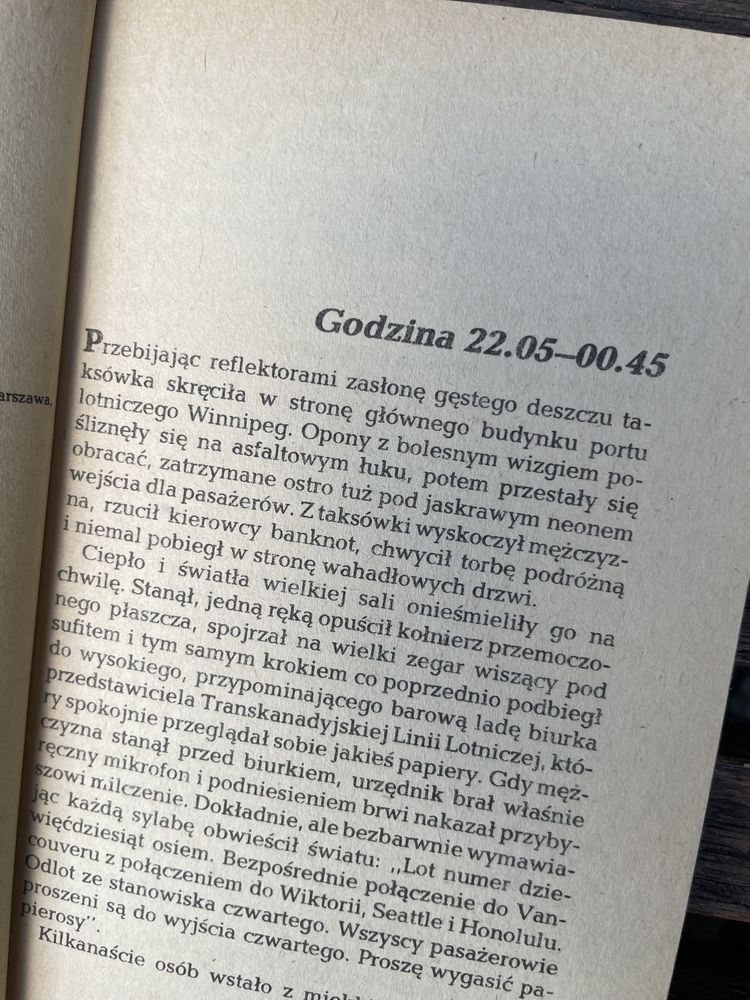 arszawa,
Godzina 22.05–00.45
Przebijając reflektorami zasłonę gęstego deszczu ta-
ksówka skręciła w stronę głównego budynku portu
lotniczego Winnipeg. Opony z bolesnym wizgiem po-
śliznęły się na asfaltowym łuku, potem przestały się
obracać, zatrzymane ostro tuż pod jaskrawym neonem
wejścia dla pasażerów. Z taksówki wyskoczył mężczyz-
na, rzucił kierowcy banknot, chwycił torbę podróżną
i niemal pobiegł w stronę wahadłowych drzwi.
Ciepło i światła wielkiej sali onieśmieliły go na
chwilę. Stanął, jedną ręką opuścił kołnierz przemoczo-
nego płaszcza, spojrzał na wielki zegar wiszący pod
sufitem i tym samym krokiem co poprzednio podbiegł
do wysokiego, przypominającego barową ladę biurka
przedstawiciela Transkanadyjskiej Linii Lotniczej, któ-
ry spokojnie przeglądał sobie jakieś papiery. Gdy męż-
czyzna stanął przed biurkiem, urzędnik brał właśnie
ręczny mikrofon i podniesieniem brwi nakazał przyby-
szowi milczenie. Dokładnie, ale bezbarwnie wymawia-
jąc każdą sylabę obwieścił światu: „Lot numer dzie-
więćdziesiąt osiem. Bezpośrednie połączenie do Van-
couveru z połączeniem do Wiktorii, Seattle i Honolulu.
Odlot ze stanowiska czwartego. Wszyscy pasażerowie
proszeni są do wyjścia czwartego. Proszę wygasić pa-
pierosy".
Kilkanaście osób wstało z